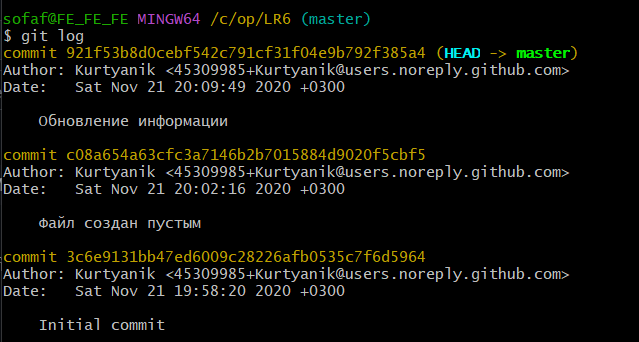 sofaf@FE_FE_FE MINGW64 /c/op/LR6 (master)
$ git log
commit 921f53b8d0cebf542c791cf31f04e9b792f385a4 (HEAD -> master)
Author: Kurtyanik <45309985+Kurtyanik@users.noreply.github.com>
Date:   Sat Nov 21 20:09:49 2020 +0300
Обновление информации
commit c08a654a63cfc3a7146b2b7015884d9020f5cbf5
Author: Kurtyanik <45309985+Kurtyanik@users.noreply.github.com>
Date:   Sat Nov 21 20:02:16 2020 +0300
Файл создан пустым
commit 3c6e9131bb47ed6009c28226afb0535c7f6d5964
Author: Kurtyanik <45309985+Kurtyanik@users.noreply.github.com>
Date:   Sat Nov 21 19:58:20 2020 +0300
Initial commit